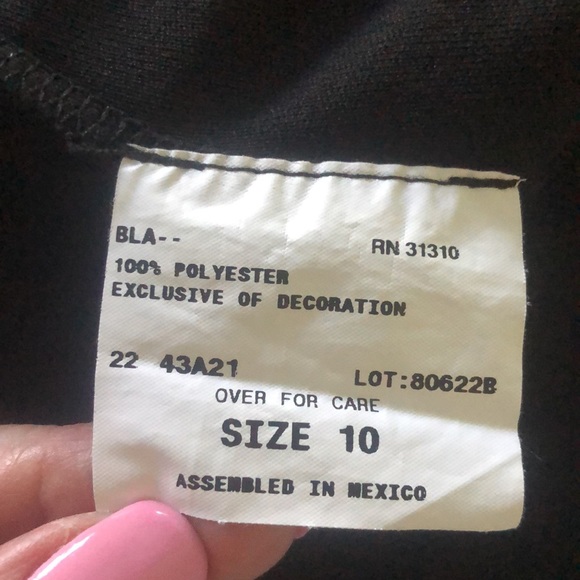 BLA-- RN 31310
100% POLYESTER
EXCLUSIVE OF DECORATION
22 43A21 LOT:80622B
OVER FOR CARE
SIZE 10
ASSEMBLED IN MEXICO